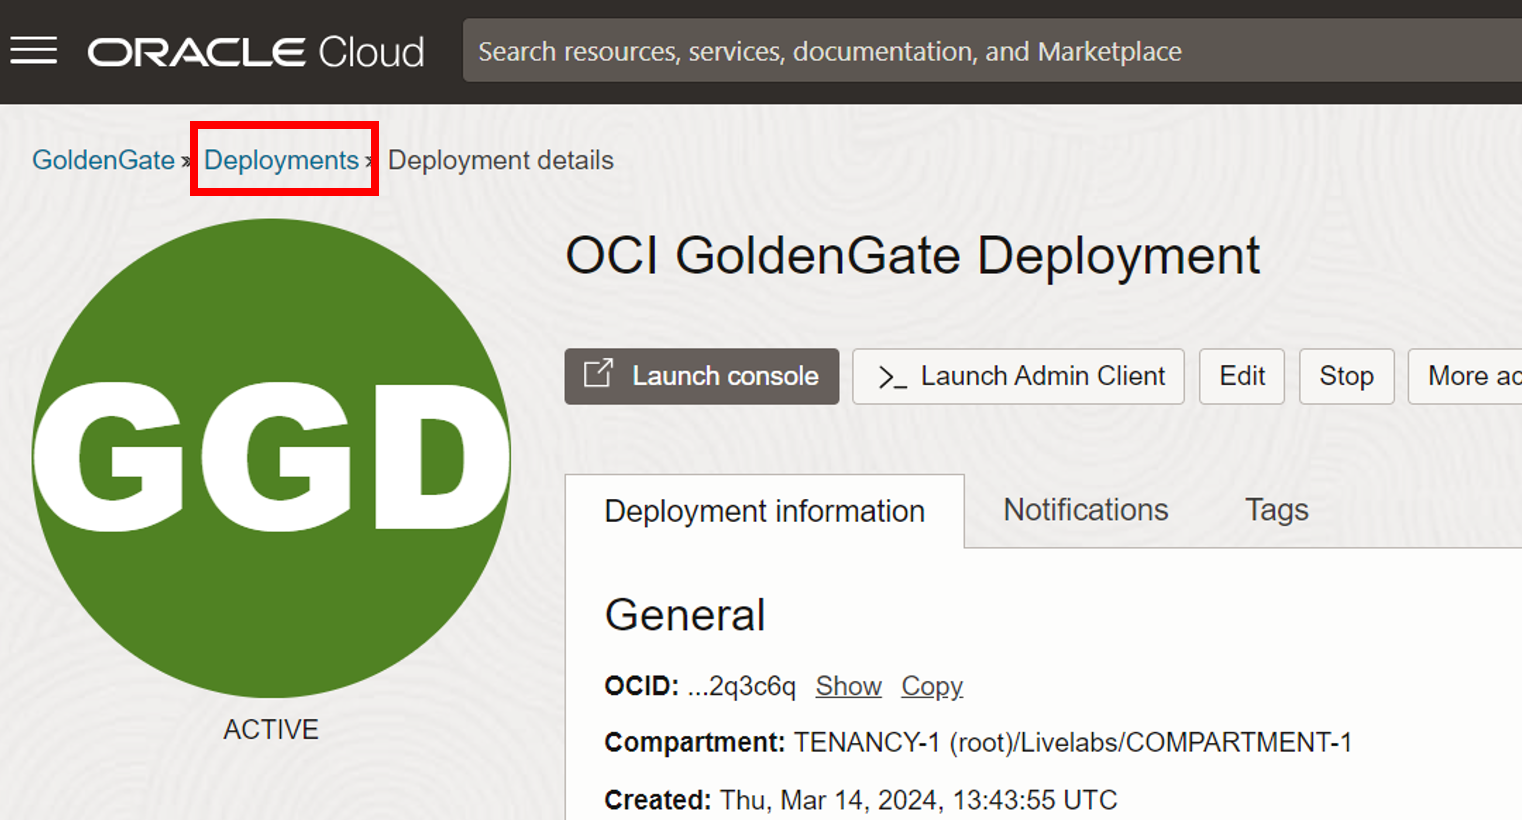 ORACLE Cloud Search resources, services, documentation, and Marketplace
GoldenGate » Deployments » Deployment details
GGD
ACTIVE
OCI GoldenGate Deployment
Launch console >_ Launch Admin Client Edit Stop More ac
Deployment information Notifications Tags
General
OCID: ...2q3c6q Show Copy
Compartment: TENANCY-1 (root)/Livelabs/COMPARTMENT-1
Created: Thu, Mar 14, 2024, 13:43:55 UTC